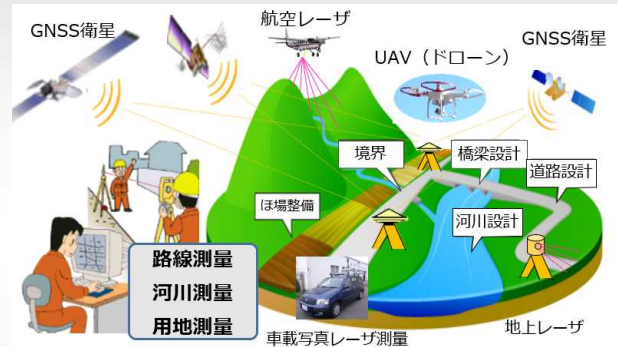 GNSS衛星
航空レーザ
UAV（ドローン）
GNSS衛星
境界
橋梁設計
道路設計
ほ場整備
河川設計
路線測量
河川測量
用地測量
車載写真レーザ測量
地上レーザ